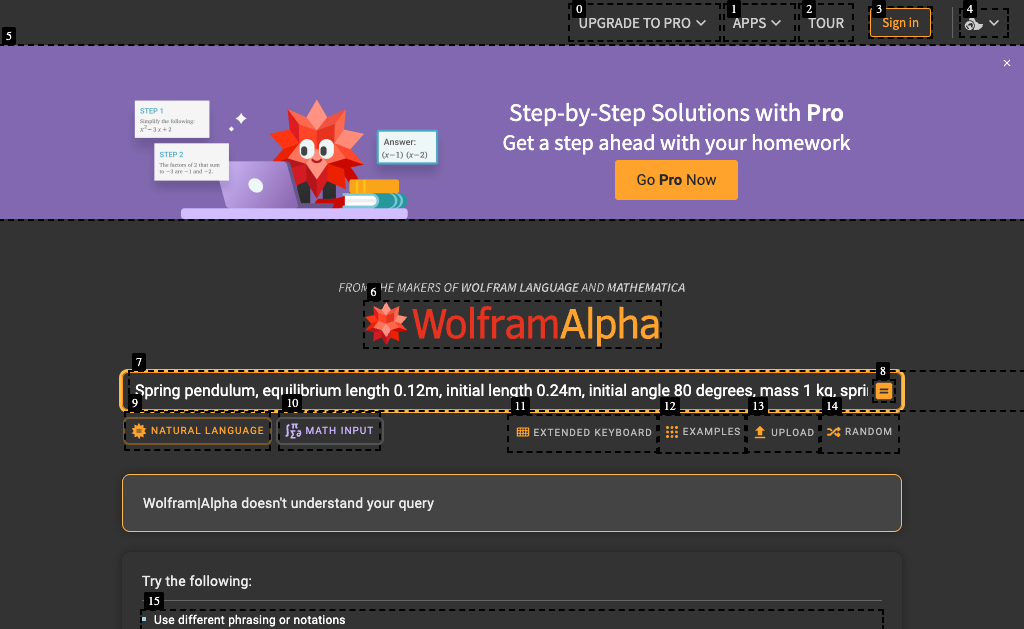 UPGRADE TO PRO
APPS
TOUR
Sign in
0
1
2
3
4
5
STEP 1
Simplify the following:
x² − 3 x + 2
STEP 2
The factors of 2 that sum
to −3 are −1 and −2.
Answer:
(x−1) (x−2)
Step-by-Step Solutions with Pro
Get a step ahead with your homework
Go Pro Now
FROM THE MAKERS OF WOLFRAM LANGUAGE AND MATHEMATICA
6
WolframAlpha
7
8
Spring pendulum, equilibrium length 0.12m, initial length 0.24m, initial angle 80 degrees, mass 1 kg, spri
9
10
11
12
13
14
NATURAL LANGUAGE
MATH INPUT
EXTENDED KEYBOARD
EXAMPLES
UPLOAD
RANDOM
Wolfram|Alpha doesn't understand your query
Try the following:
15
Use different phrasing or notations